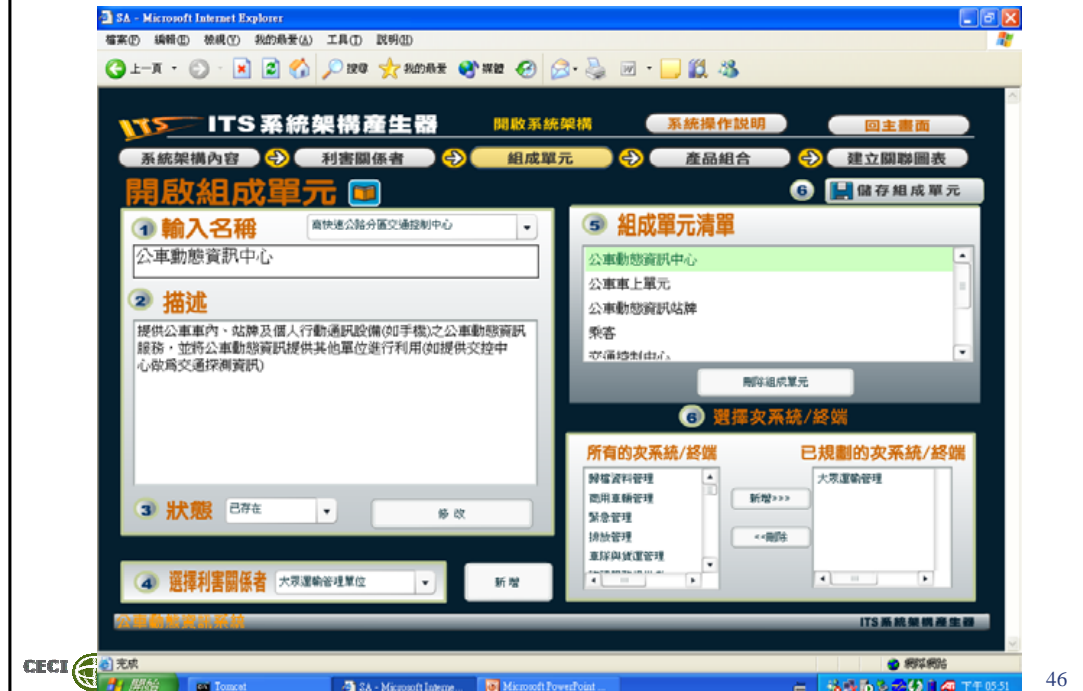 SA - Microsoft Internet Explorer
檔案(F) 編輯(E) 檢視(V) 我的最愛(A) 工具(T) 說明(H)
上一頁 搜尋 我的最愛 媒體
ITS ITS系統架構產生器 開啟系統架構 系統操作說明 回主畫面
系統架構內容 利害關係者 組成單元 產品組合 建立關聯圖表
開啟組成單元 6 儲存組成單元
1 輸入名稱 高快速公路分區交通控制中心
公車動態資訊中心
2 描述
提供公車車內、站牌及個人行動通訊設備(如手機)之公車動態資訊
服務，並將公車動態資訊提供其他單位進行利用(如提供交控中
心做為交通探測資訊)
3 狀態 已存在 修改
4 選擇利害關係者 大眾運輸管理單位 新增
5 組成單元清單
公車動態資訊中心
公車車上單元
公車動態資訊站牌
乘客
交通控制中心
刪除組成單元
6 選擇次系統/終端
所有的次系統/終端 已規劃的次系統/終端
歸檔資料管理
商用車輛管理
緊急管理
排放管理
車隊與貨運管理
新增>>>
<<刪除
大眾運輸管理
公車動態資訊系統 ITS系統架構產生器
完成 網際網路
開始 Tomcat SA - Microsoft Interne... Microsoft PowerPoint ... 下午 05:51
CECI
46